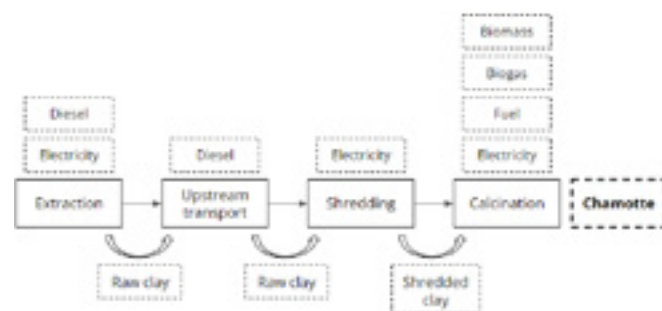 Biomass
Biogas
Diesel
Fuel
Electricity
Diesel
Electricity
Electricity
Extraction
Upstream
transport
Shredding
Calcination
Chamotte
Raw clay
Raw clay
Shredded
clay